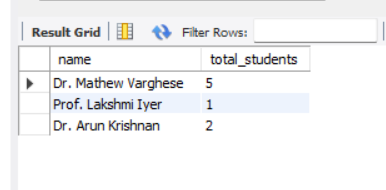 Result Grid Filter Rows:
name total_students
Dr. Mathew Varghese 5
Prof. Lakshmi Iyer 1
Dr. Arun Krishnan 2